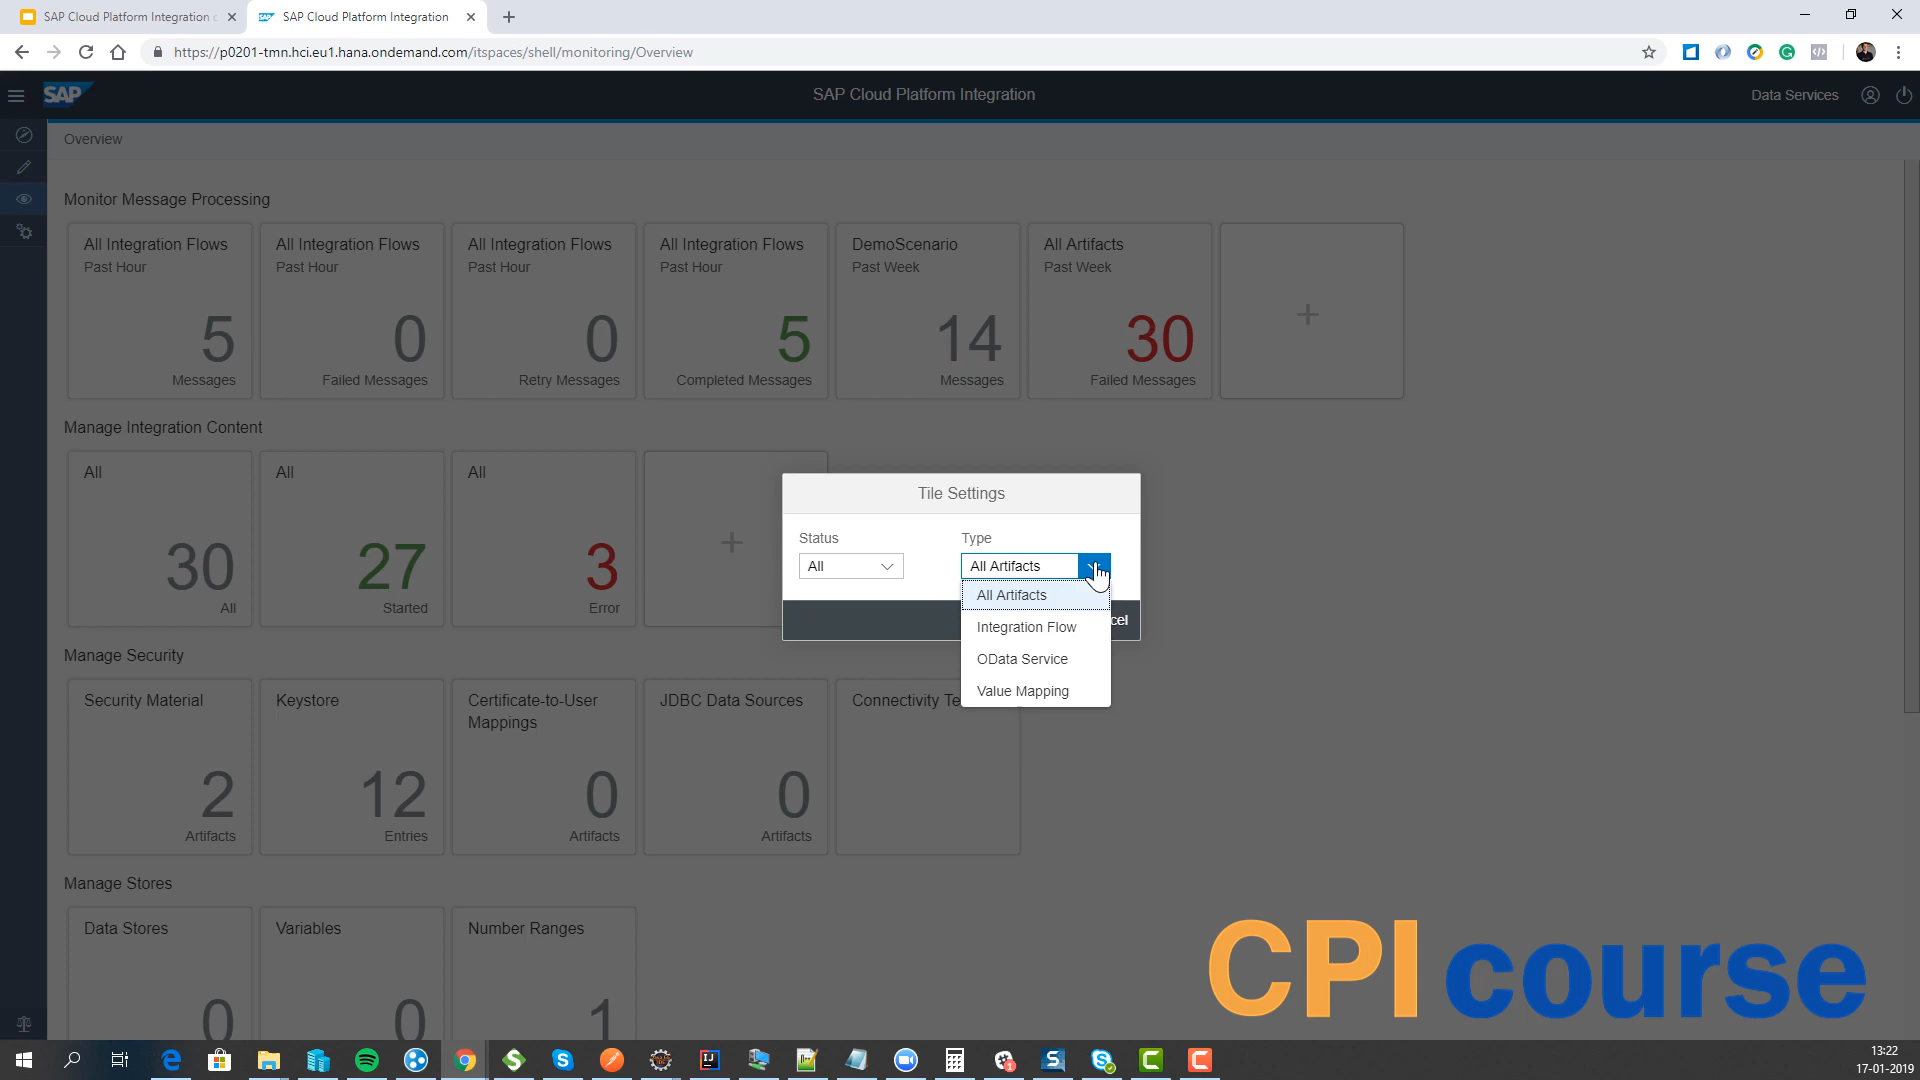 SAP Cloud Platform Integration
SAP Cloud Platform Integration
https://p0201-tmn.hci.eu1.hana.ondemand.com/itspaces/shell/monitoring/Overview
SAP
SAP Cloud Platform Integration
Data Services
Overview
Monitor Message Processing
All Integration Flows
Past Hour
5
Messages
All Integration Flows
Past Hour
0
Failed Messages
All Integration Flows
Past Hour
0
Retry Messages
All Integration Flows
Past Hour
5
Completed Messages
DemoScenario
Past Week
14
Messages
All Artifacts
Past Week
30
Failed Messages
Manage Integration Content
All
30
All
All
27
Started
All
3
Error
Tile Settings
Status
All
Type
All Artifacts
All Artifacts
Integration Flow
OData Service
Value Mapping
cel
Manage Security
Security Material
2
Artifacts
Keystore
12
Entries
Certificate-to-User
Mappings
0
Artifacts
JDBC Data Sources
0
Artifacts
Connectivity Te
Manage Stores
Data Stores
0
Variables
0
Number Ranges
1
CPI course
13:22
17-01-2019